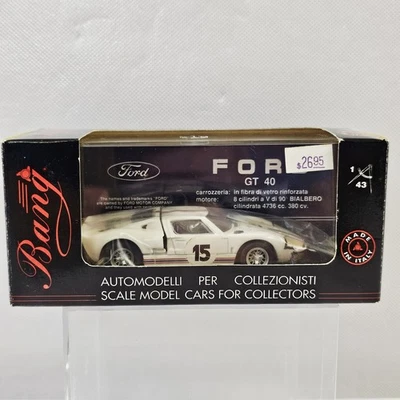 Bang
Ford
The names and trademarks "FORD"
are by FORD MOTOR COMPANY
FOR
$26.95
GT 40
carrozzeria: in fibra di vetro rinforzata
motore: 8 cilindri a V di 90 BIALBERO
cilindrata 4736 cc. 380 cv.
1
43
15
MADE
IN ITALY
AUTOMODELLI PER COLLEZIONISTI
SCALE MODEL CARS FOR COLLECTORS